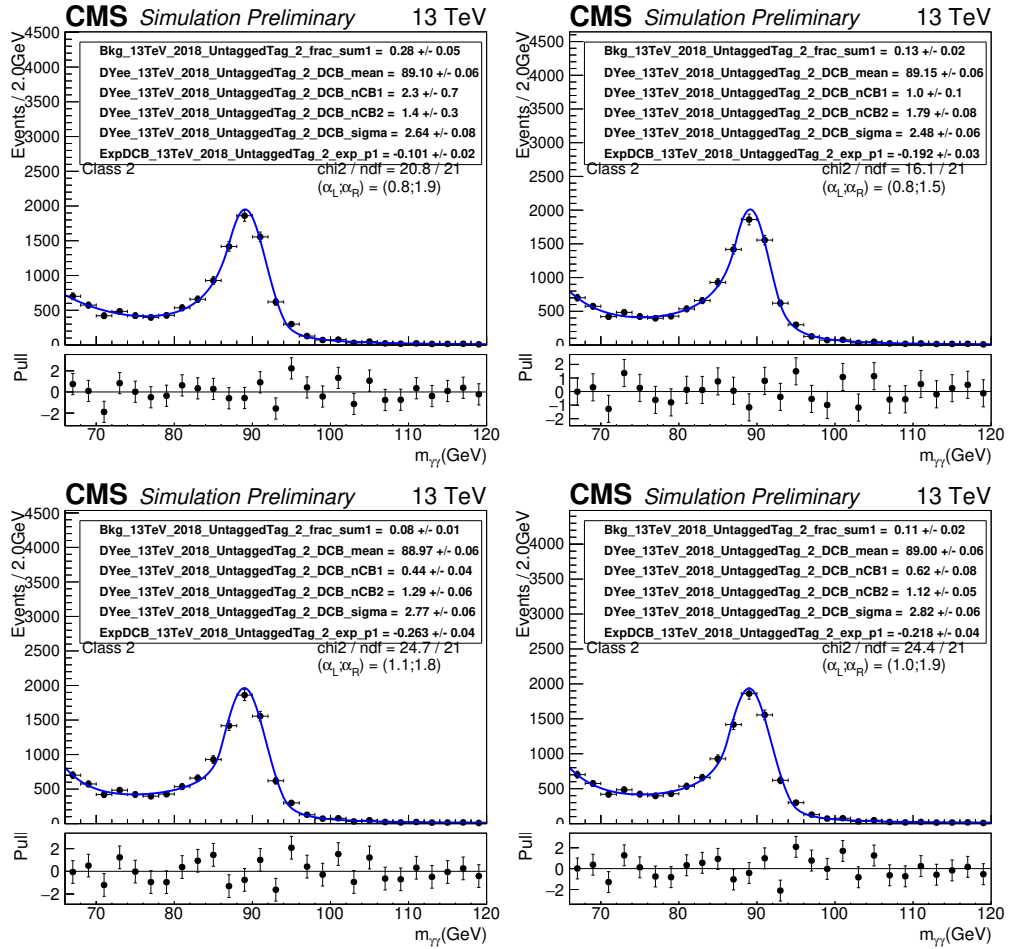 CMS Simulation Preliminary 13 TeV
Events / 2.0GeV
4500
4000
3500
3000
2500
2000
1500
1000
500
0
Bkg_13TeV_2018_UntaggedTag_2_frac_sum1 = 0.28 +/- 0.05
DYee_13TeV_2018_UntaggedTag_2_DCB_mean = 89.10 +/- 0.06
DYee_13TeV_2018_UntaggedTag_2_DCB_nCB1 = 2.3 +/- 0.7
DYee_13TeV_2018_UntaggedTag_2_DCB_nCB2 = 1.4 +/- 0.3
DYee_13TeV_2018_UntaggedTag_2_DCB_sigma = 2.64 +/- 0.08
ExpDCB_13TeV_2018_UntaggedTag_2_exp_p1 = -0.101 +/- 0.02
Class 2 chi2 / ndf = 20.8 / 21
(αL;αR) = (0.8;1.9)
Pull
2
0
−2
70 80 90 100 110 120
mγγ(GeV)
CMS Simulation Preliminary 13 TeV
Events / 2.0GeV
4500
4000
3500
3000
2500
2000
1500
1000
500
0
Bkg_13TeV_2018_UntaggedTag_2_frac_sum1 = 0.13 +/- 0.02
DYee_13TeV_2018_UntaggedTag_2_DCB_mean = 89.15 +/- 0.06
DYee_13TeV_2018_UntaggedTag_2_DCB_nCB1 = 1.0 +/- 0.1
DYee_13TeV_2018_UntaggedTag_2_DCB_nCB2 = 1.79 +/- 0.08
DYee_13TeV_2018_UntaggedTag_2_DCB_sigma = 2.48 +/- 0.06
ExpDCB_13TeV_2018_UntaggedTag_2_exp_p1 = -0.192 +/- 0.03
Class 2 chi2 / ndf = 16.1 / 21
(αL;αR) = (0.8;1.5)
Pull
2
1
0
−1
−2
70 80 90 100 110 120
mγγ(GeV)
CMS Simulation Preliminary 13 TeV
Events / 2.0GeV
4500
4000
3500
3000
2500
2000
1500
1000
500
0
Bkg_13TeV_2018_UntaggedTag_2_frac_sum1 = 0.08 +/- 0.01
DYee_13TeV_2018_UntaggedTag_2_DCB_mean = 88.97 +/- 0.06
DYee_13TeV_2018_UntaggedTag_2_DCB_nCB1 = 0.44 +/- 0.04
DYee_13TeV_2018_UntaggedTag_2_DCB_nCB2 = 1.29 +/- 0.06
DYee_13TeV_2018_UntaggedTag_2_DCB_sigma = 2.77 +/- 0.06
ExpDCB_13TeV_2018_UntaggedTag_2_exp_p1 = -0.263 +/- 0.04
Class 2 chi2 / ndf = 24.7 / 21
(αL;αR) = (1.1;1.8)
Pull
2
0
−2
70 80 90 100 110 120
mγγ(GeV)
CMS Simulation Preliminary 13 TeV
Events / 2.0GeV
4000
3500
3000
2500
2000
1500
1000
500
0
Bkg_13TeV_2018_UntaggedTag_2_frac_sum1 = 0.11 +/- 0.02
DYee_13TeV_2018_UntaggedTag_2_DCB_mean = 89.00 +/- 0.06
DYee_13TeV_2018_UntaggedTag_2_DCB_nCB1 = 0.62 +/- 0.08
DYee_13TeV_2018_UntaggedTag_2_DCB_nCB2 = 1.12 +/- 0.05
DYee_13TeV_2018_UntaggedTag_2_DCB_sigma = 2.82 +/- 0.06
ExpDCB_13TeV_2018_UntaggedTag_2_exp_p1 = -0.218 +/- 0.04
Class 2 chi2 / ndf = 24.4 / 21
(αL;αR) = (1.0;1.9)
Pull
2
0
−2
70 80 90 100 110 120
mγγ(GeV)